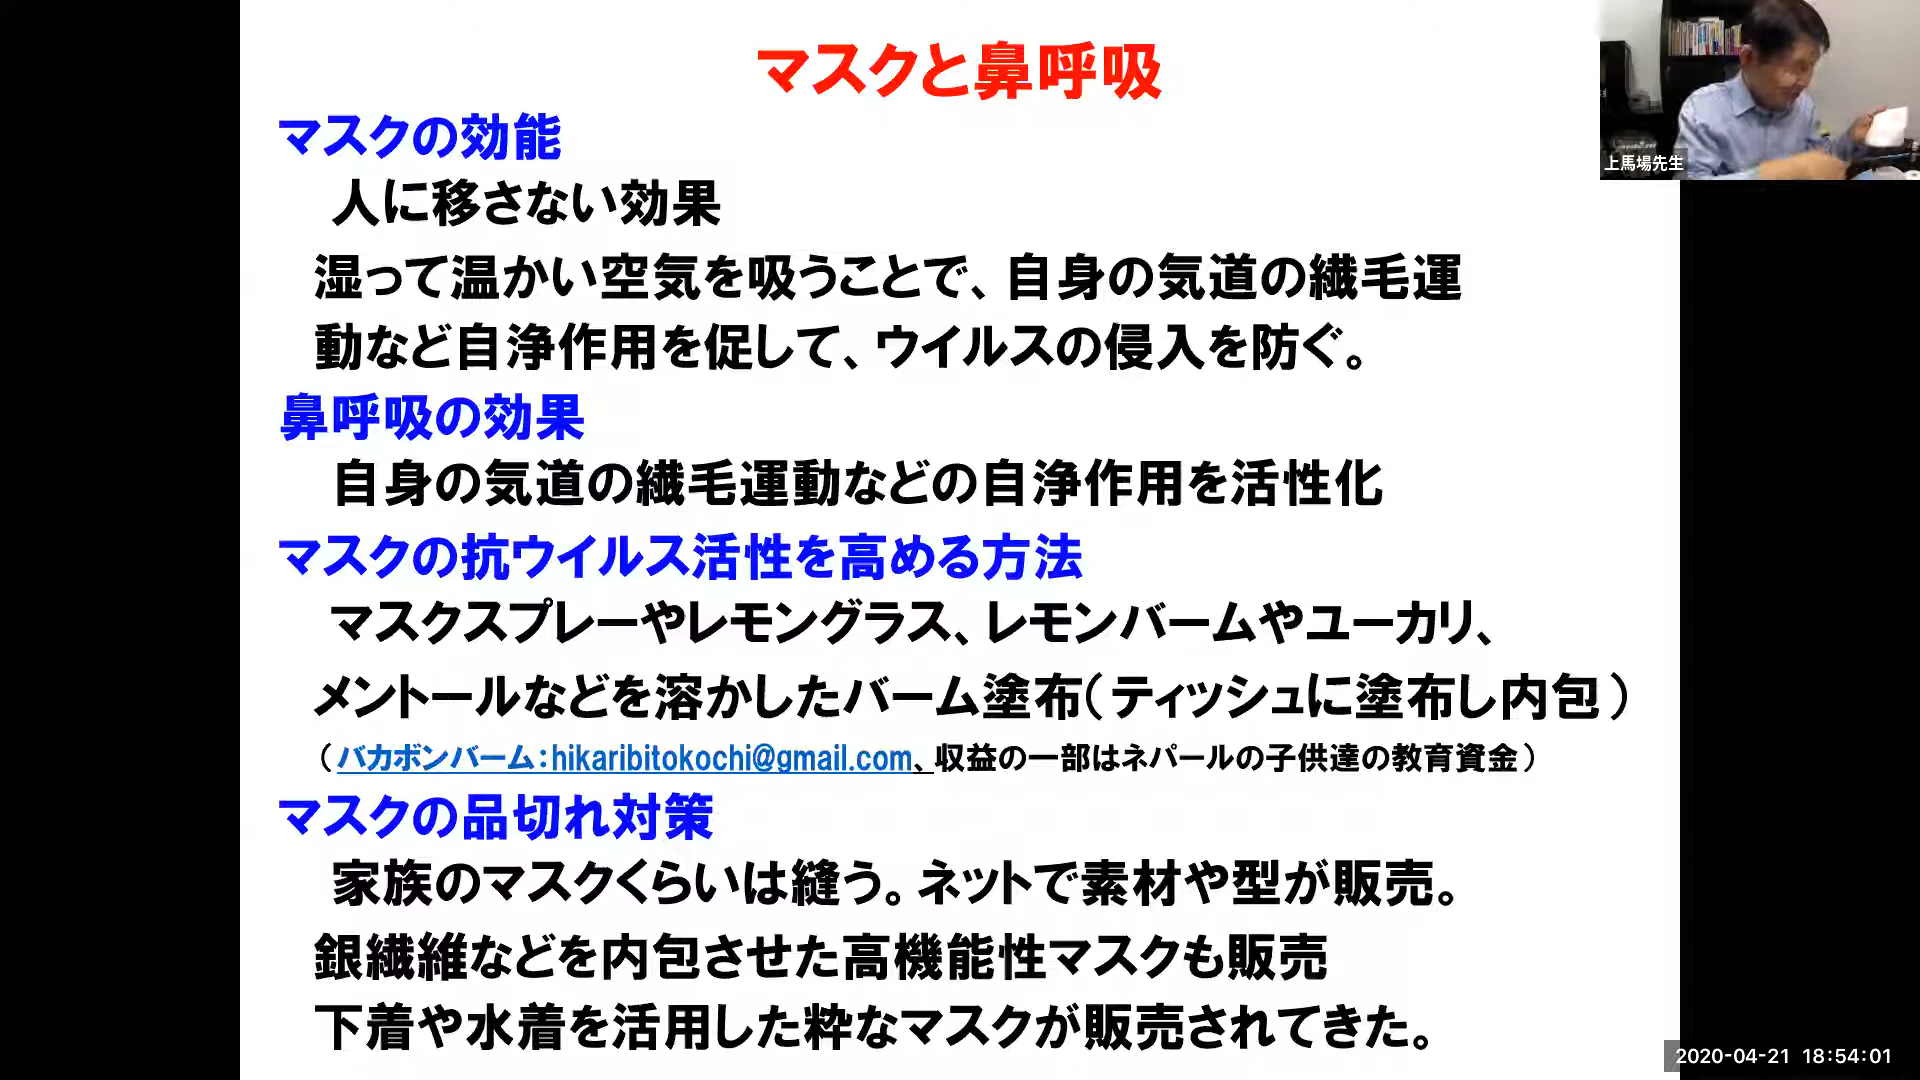 マスクと鼻呼吸
上馬場先生
マスクの効能
人に移さない効果
湿って温かい空気を吸うことで、自身の気道の繊毛運
動など自浄作用を促して、ウイルスの侵入を防ぐ。
鼻呼吸の効果
自身の気道の繊毛運動などの自浄作用を活性化
マスクの抗ウイルス活性を高める方法
マスクスプレーやレモングラス、レモンバームやユーカリ、
メントールなどを溶かしたバーム塗布(ティッシュに塗布し内包)
(バカボンバーム:hikaribitokochi@gmail.com、収益の一部はネパールの子供達の教育資金)
マスクの品切れ対策
家族のマスクくらいは縫う。ネットで素材や型が販売。
銀繊維などを内包させた高機能性マスクも販売
下着や水着を活用した粋なマスクが販売されてきた。
2020-04-21 18:54:01